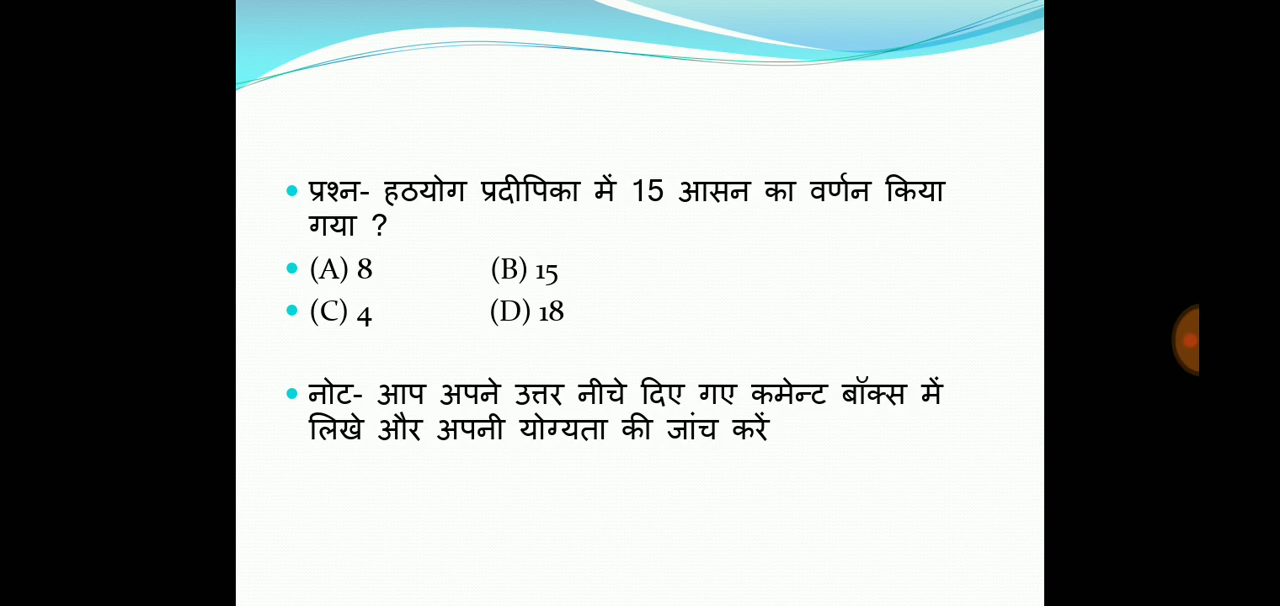 प्रश्न- हठयोग प्रदीपिका में 15 आसन का वर्णन किया
गया ?
(A) 8 (B) 15
(C) 4 (D) 18
नोट- आप अपने उत्तर नीचे दिए गए कमेन्ट बॉक्स में
लिखे और अपनी योग्यता की जांच करें